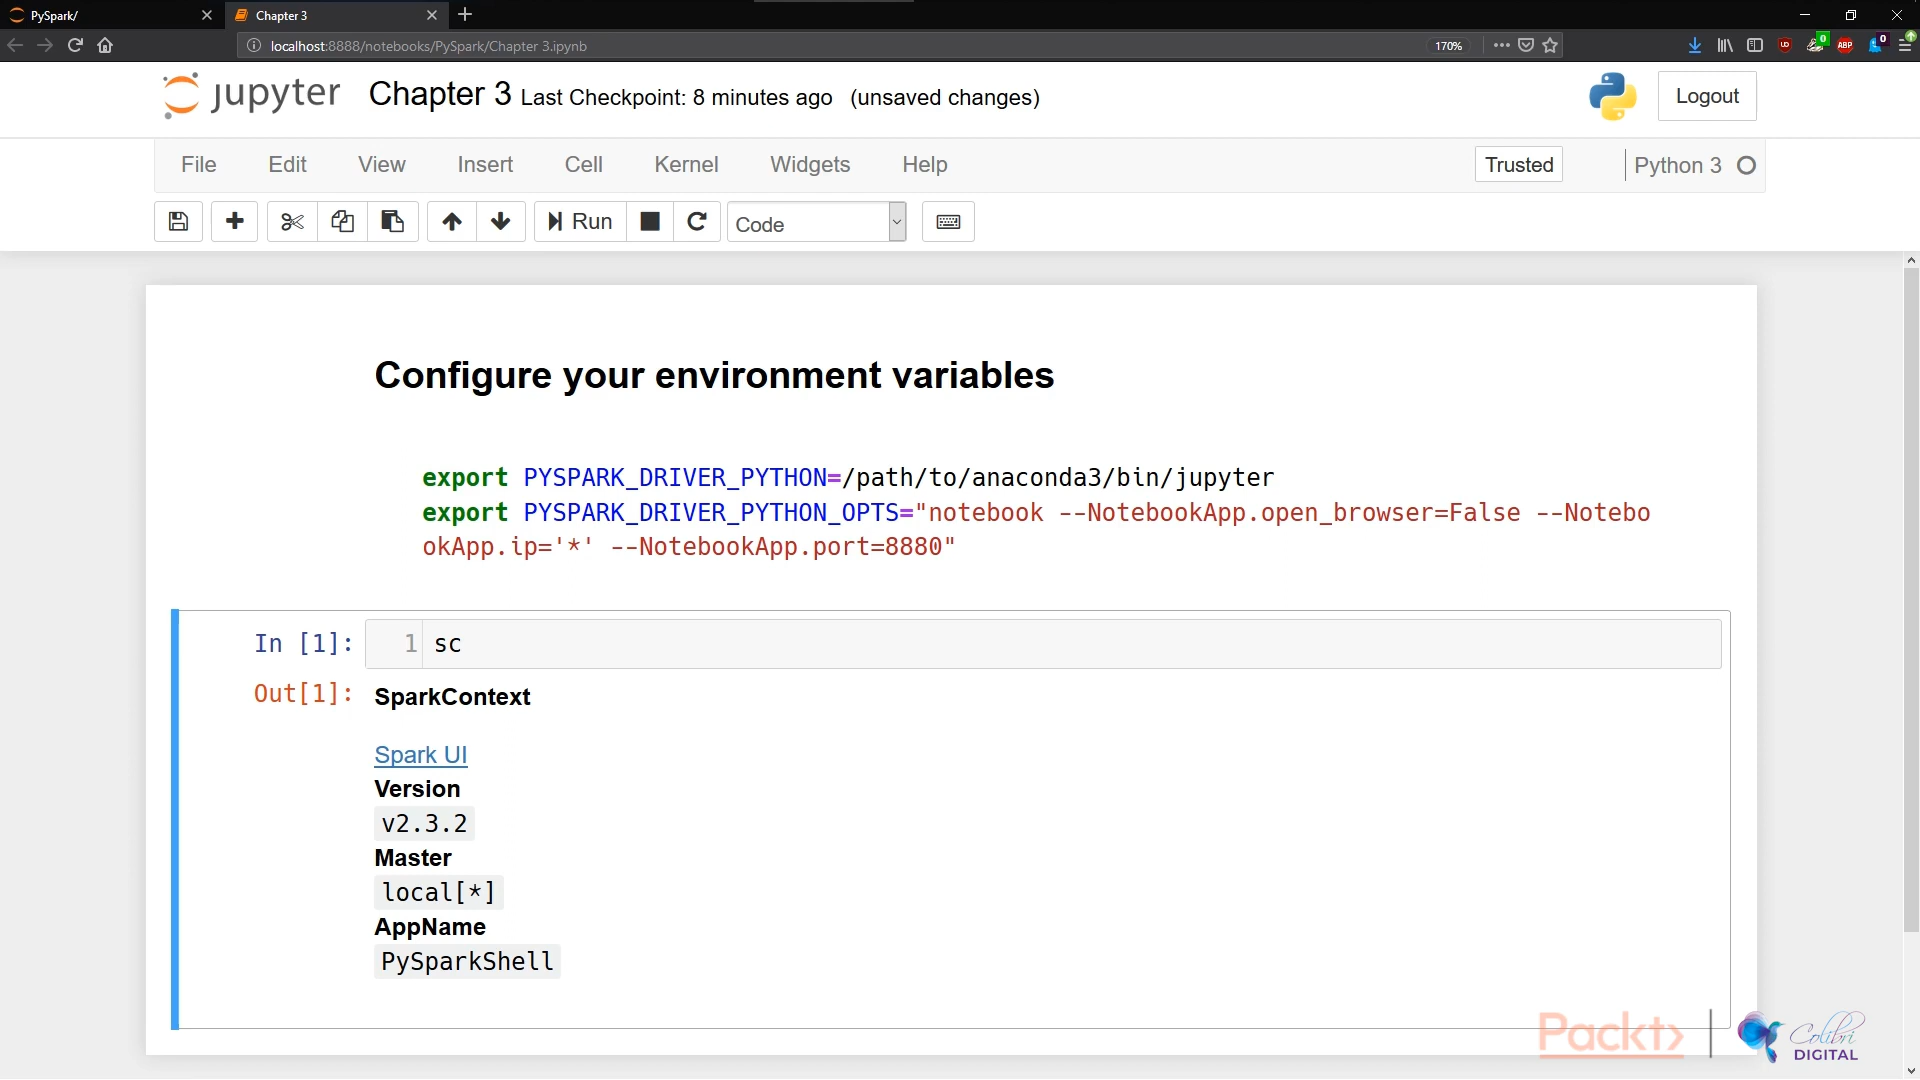 PySpark/
Chapter 3
localhost:8888/notebooks/PySpark/Chapter 3.ipynb
170%
UD
0
ABP
0
jupyter
Chapter 3 Last Checkpoint: 8 minutes ago (unsaved changes)
Logout
File Edit View Insert Cell Kernel Widgets Help
Trusted
Python 3
Run
Code
Configure your environment variables
export PYSPARK_DRIVER_PYTHON=/path/to/anaconda3/bin/jupyter
export PYSPARK_DRIVER_PYTHON_OPTS="notebook --NotebookApp.open_browser=False --Notebo
okApp.ip='*' --NotebookApp.port=8880"
In [1]: 1 sc
Out[1]: SparkContext
Spark UI
Version
v2.3.2
Master
local[*]
AppName
PySparkShell
Packt>
Colibri
DIGITAL